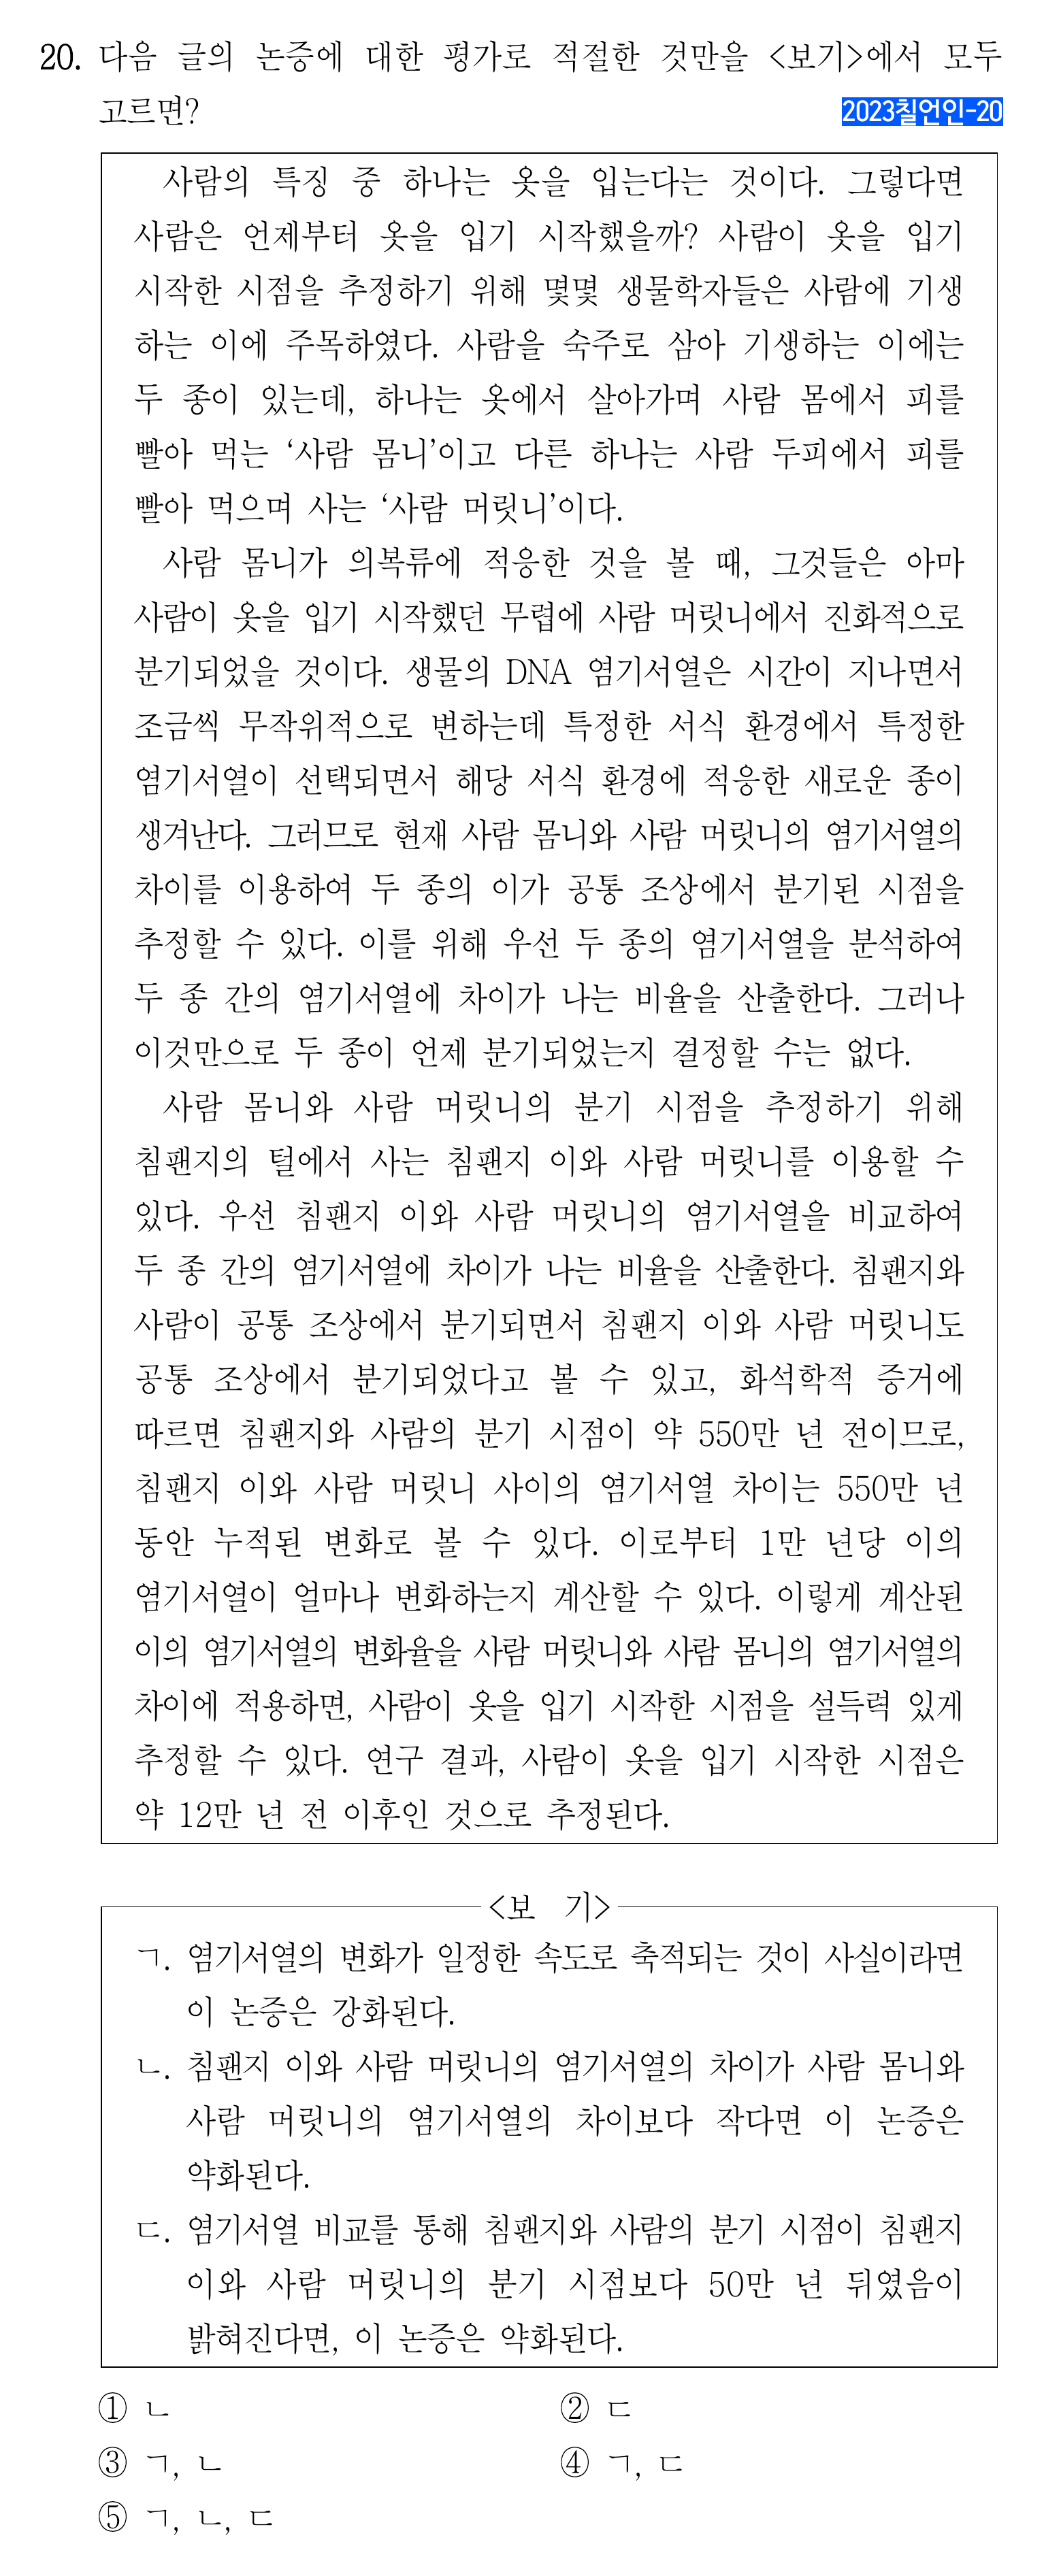 20. 다음 글의 논증에 대한 평가로 적절한 것만을 <보기>에서 모두
고르면?
2023칠언인-20
사람의 특징 중 하나는 옷을 입는다는 것이다. 그렇다면
사람은 언제부터 옷을 입기 시작했을까? 사람이 옷을 입기
시작한 시점을 추정하기 위해 몇몇 생물학자들은 사람에 기생
하는 이에 주목하였다. 사람을 숙주로 삼아 기생하는 이에는
두 종이 있는데, 하나는 옷에서 살아가며 사람 몸에서 피를
빨아 먹는 ‘사람 몸니’이고 다른 하나는 사람 두피에서 피를
빨아 먹으며 사는 ‘사람 머릿니’이다.
사람 몸니가 의복류에 적응한 것을 볼 때, 그것들은 아마
사람이 옷을 입기 시작했던 무렵에 사람 머릿니에서 진화적으로
분기되었을 것이다. 생물의 DNA 염기서열은 시간이 지나면서
조금씩 무작위적으로 변하는데 특정한 서식 환경에서 특정한
염기서열이 선택되면서 해당 서식 환경에 적응한 새로운 종이
생겨난다. 그러므로 현재 사람 몸니와 사람 머릿니의 염기서열의
차이를 이용하여 두 종의 이가 공통 조상에서 분기된 시점을
추정할 수 있다. 이를 위해 우선 두 종의 염기서열을 분석하여
두 종 간의 염기서열에 차이가 나는 비율을 산출한다. 그러나
이것만으로 두 종이 언제 분기되었는지 결정할 수는 없다.
사람 몸니와 사람 머릿니의 분기 시점을 추정하기 위해
침팬지의 털에서 사는 침팬지 이와 사람 머릿니를 이용할 수
있다. 우선 침팬지 이와 사람 머릿니의 염기서열을 비교하여
두 종 간의 염기서열에 차이가 나는 비율을 산출한다. 침팬지와
사람이 공통 조상에서 분기되면서 침팬지 이와 사람 머릿니도
공통 조상에서 분기되었다고 볼 수 있고, 화석학적 증거에
따르면 침팬지와 사람의 분기 시점이 약 550만 년 전이므로,
침팬지 이와 사람 머릿니 사이의 염기서열 차이는 550만 년
동안 누적된 변화로 볼 수 있다. 이로부터 1만 년당 이의
염기서열이 얼마나 변화하는지 계산할 수 있다. 이렇게 계산된
이의 염기서열의 변화율을 사람 머릿니와 사람 몸니의 염기서열의
차이에 적용하면, 사람이 옷을 입기 시작한 시점을 설득력 있게
추정할 수 있다. 연구 결과, 사람이 옷을 입기 시작한 시점은
약 12만 년 전 이후인 것으로 추정된다.
<보 기>
ㄱ. 염기서열의 변화가 일정한 속도로 축적되는 것이 사실이라면
이 논증은 강화된다.
ㄴ. 침팬지 이와 사람 머릿니의 염기서열의 차이가 사람 몸니와
사람 머릿니의 염기서열의 차이보다 작다면 이 논증은
약화된다.
ㄷ. 염기서열 비교를 통해 침팬지와 사람의 분기 시점이 침팬지
이와 사람 머릿니의 분기 시점보다 50만 년 뒤였음이
밝혀진다면, 이 논증은 약화된다.
① ㄴ ② ㄷ
③ ㄱ, ㄴ ④ ㄱ, ㄷ
⑤ ㄱ, ㄴ, ㄷ